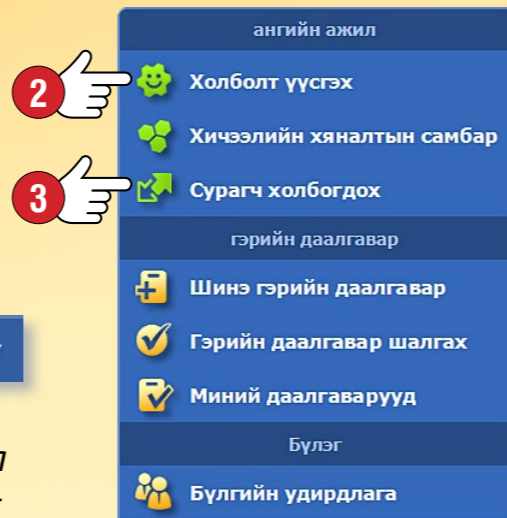 ангийн ажил
2
Холболт үүсгэх
Хичээлийн хяналтын самбар
3
Сурагч холбогдох
гэрийн даалгавар
Шинэ гэрийн даалгавар
Гэрийн даалгавар шалгах
Миний даалгаварууд
Бүлэг
Бүлгийн удирдлага